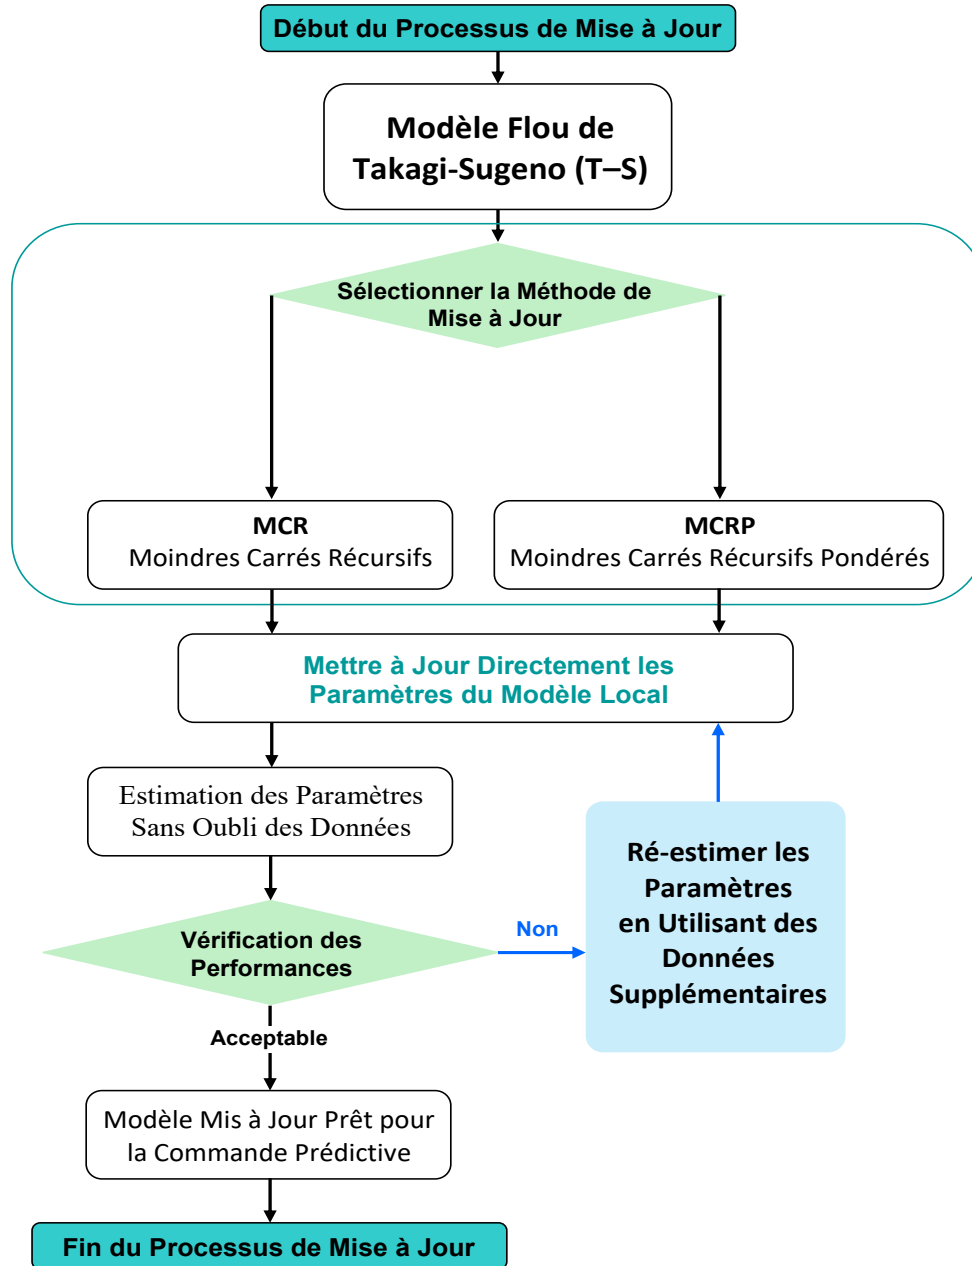 Début du Processus de Mise à Jour
Modèle Flou de
Takagi-Sugeno (T–S)
Sélectionner la Méthode de
Mise à Jour
MCR
Moindres Carrés Récursifs
MCRP
Moindres Carrés Récursifs Pondérés
Mettre à Jour Directement les
Paramètres du Modèle Local
Estimation des Paramètres
Sans Oubli des Données
Vérification des
Performances
Non
Ré-estimer les
Paramètres
en Utilisant des
Données
Supplémentaires
Acceptable
Modèle Mis à Jour Prêt pour
la Commande Prédictive
Fin du Processus de Mise à Jour